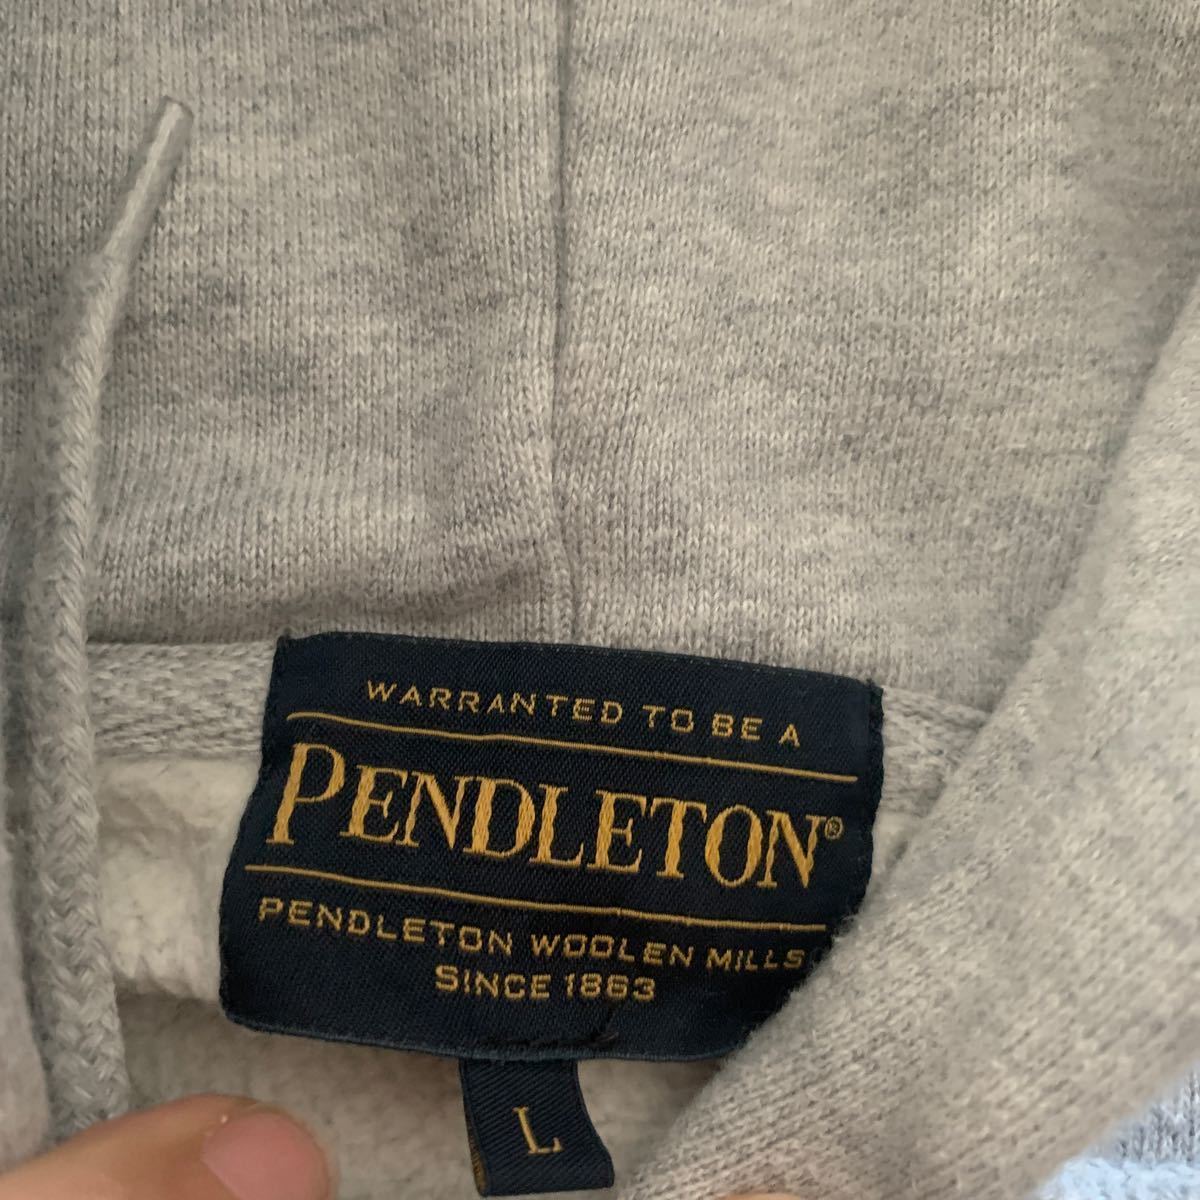 WARRANTED TO BE A
PENDLETON®
PENDLETON WOOLEN MILLS
SINCE 1863
L